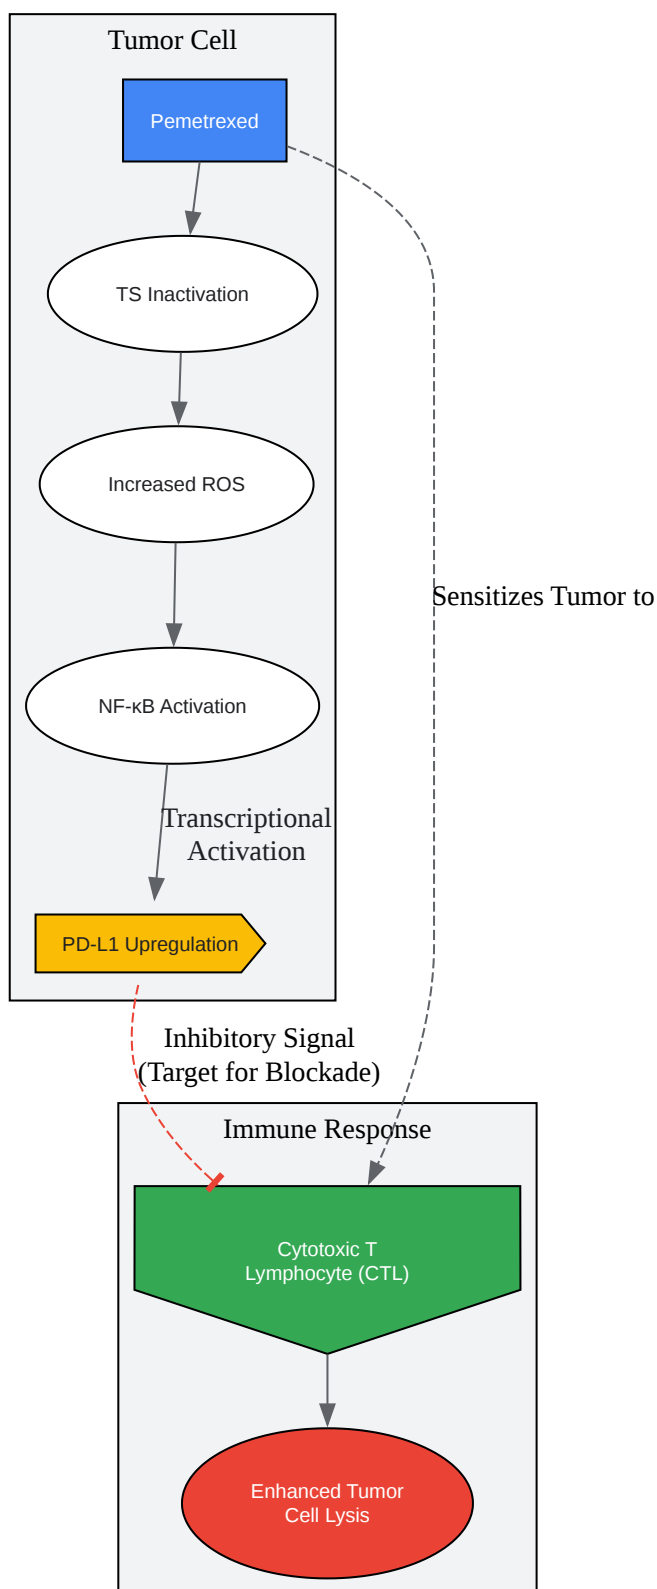 Tumor Cell
Pemetrexed
TS Inactivation
Increased ROS
Sensitizes Tumor to
NF-κB Activation
Transcriptional
Activation
PD-L1 Upregulation
Inhibitory Signal
(Target for Blockade)
Immune Response
Cytotoxic T
Lymphocyte (CTL)
Enhanced Tumor
Cell Lysis